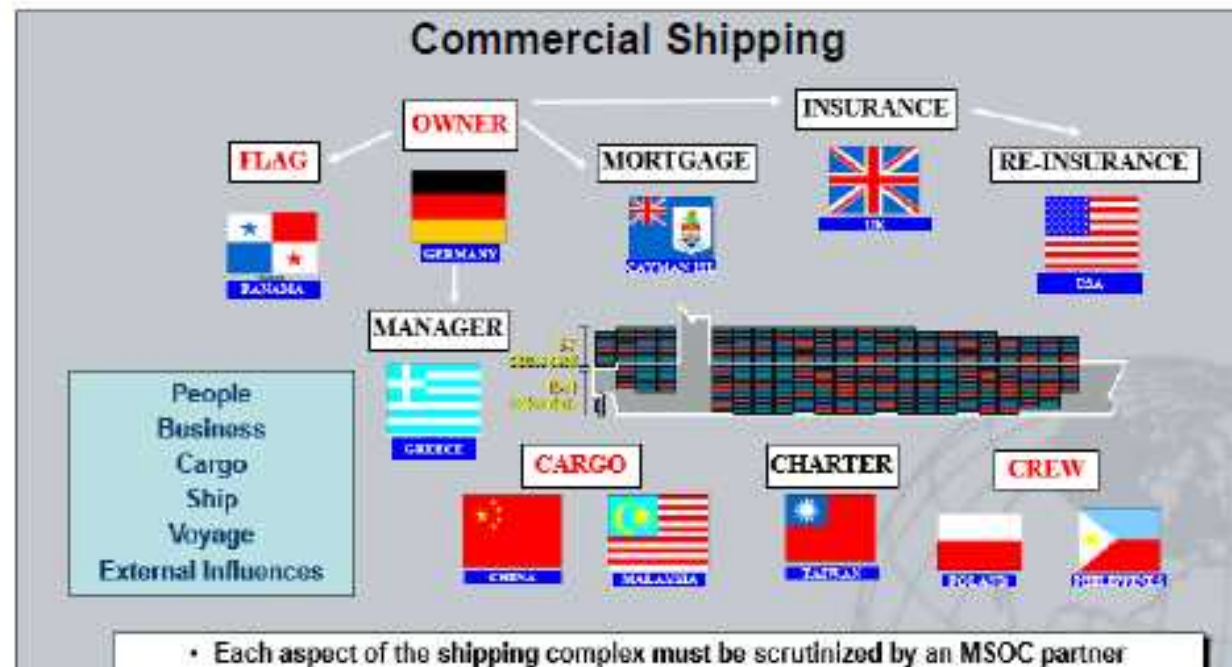 Commercial Shipping
OWNER
INSURANCE
FLAG
MORTGAGE
RE-INSURANCE
GERMANY
UK
PANAMA
USA
MANAGER
GREECE
People
Business
Cargo
Ship
Voyage
External Influences
CARGO
CHARTER
CREW
CHINA
MALAYSIA
TAIWAN
POLAND
PHILIPPINES
• Each aspect of the shipping complex must be scrutinized by an MSOC partner